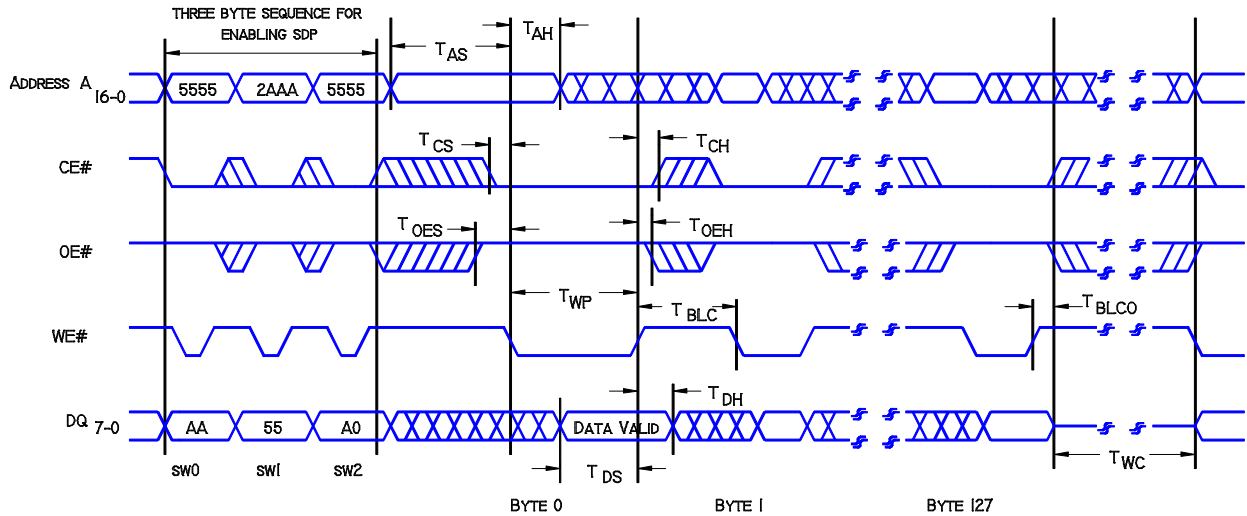 THREE BYTE SEQUENCE FOR
ENABLING SDP
TAS
TAH
ADDRESS A16-0
5555
2AAA
5555
TCS
TCH
CE#
TOES
TOEH
OE#
TWP
TBLC
TBLCO
WE#
TDH
DQ 7-0
AA
55
A0
DATA VALID
SW0
SW1
SW2
TDS
TWC
BYTE 0
BYTE 1
BYTE 127